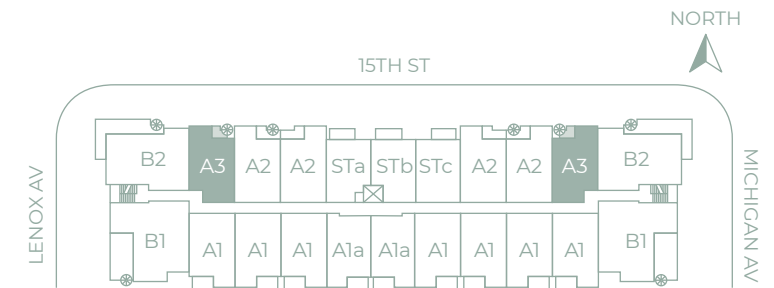 NORTH
15TH ST
LENOX AV
MICHIGAN AV
B2 A3 A2 A2 STa STb STc A2 A2 A3 B2
B1 A1 A1 A1 A1a A1a A1 A1 A1 A1 B1